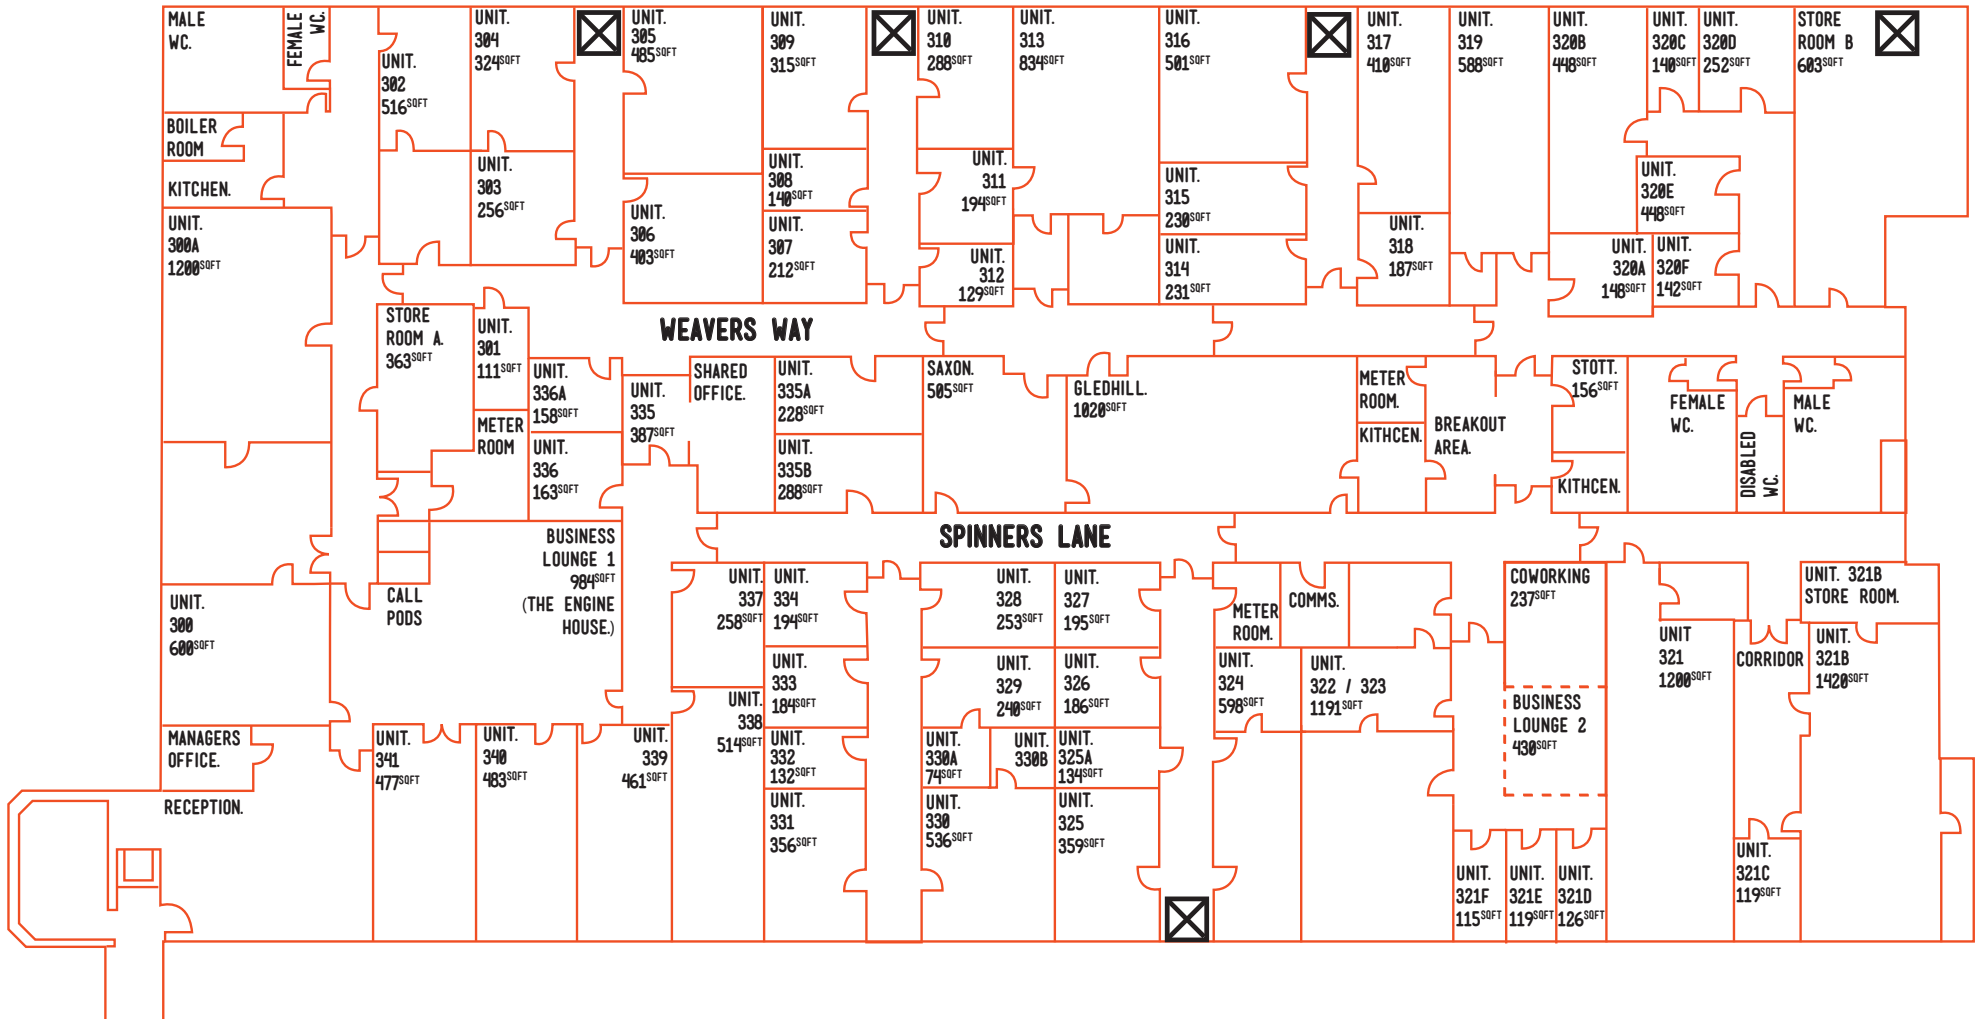 MALE
WC.
FEMALE
WC.
UNIT.
302
516SQFT
UNIT.
304
324SQFT
UNIT.
305
485SQFT
UNIT.
309
315SQFT
UNIT.
310
288SQFT
UNIT.
313
834SQFT
UNIT.
316
501SQFT
UNIT.
317
410SQFT
UNIT.
319
588SQFT
UNIT.
320B
448SQFT
UNIT.
320C
140SQFT
UNIT.
320D
252SQFT
STORE
ROOM B
603SQFT
BOILER
ROOM
KITCHEN.
UNIT.
303
256SQFT
UNIT.
308
140SQFT
UNIT.
311
194SQFT
UNIT.
315
230SQFT
UNIT.
320E
448SQFT
UNIT.
300A
1200SQFT
UNIT.
306
403SQFT
UNIT.
307
212SQFT
UNIT.
312
129SQFT
UNIT.
314
231SQFT
UNIT.
318
187SQFT
UNIT.
320A
148SQFT
UNIT.
320F
142SQFT
STORE
ROOM A.
363SQFT
UNIT.
301
111SQFT
WEAVERS WAY
UNIT.
336A
158SQFT
UNIT.
335
387SQFT
SHARED
OFFICE.
UNIT.
335A
228SQFT
SAXON.
505SQFT
GLEDHILL.
1020SQFT
METER
ROOM.
KITHCEN.
BREAKOUT
AREA.
STOTT.
156SQFT
FEMALE
WC.
DISABLED
WC.
MALE
WC.
METER
ROOM
UNIT.
336
163SQFT
UNIT.
335B
288SQFT
KITHCEN.
SPINNERS LANE
BUSINESS
LOUNGE 1
984SQFT
(THE ENGINE
HOUSE.)
CALL
PODS
UNIT.
300
600SQFT
UNIT.
337
258SQFT
UNIT.
334
194SQFT
UNIT.
328
253SQFT
UNIT.
327
195SQFT
METER
ROOM.
COMMS.
COWORKING
237SQFT
UNIT
321
1200SQFT
UNIT. 321B
STORE ROOM.
CORRIDOR
UNIT.
321B
1420SQFT
UNIT.
333
184SQFT
UNIT.
329
240SQFT
UNIT.
326
186SQFT
UNIT.
324
598SQFT
UNIT.
322 / 323
1191SQFT
BUSINESS
LOUNGE 2
430SQFT
MANAGERS
OFFICE.
RECEPTION.
UNIT.
341
477SQFT
UNIT.
340
483SQFT
UNIT.
339
461SQFT
UNIT.
338
514SQFT
UNIT.
332
132SQFT
UNIT.
330A
74SQFT
UNIT.
330B
UNIT.
325A
134SQFT
UNIT.
331
356SQFT
UNIT.
330
536SQFT
UNIT.
325
359SQFT
UNIT.
321F
115SQFT
UNIT.
321E
119SQFT
UNIT.
321D
126SQFT
UNIT.
321C
119SQFT